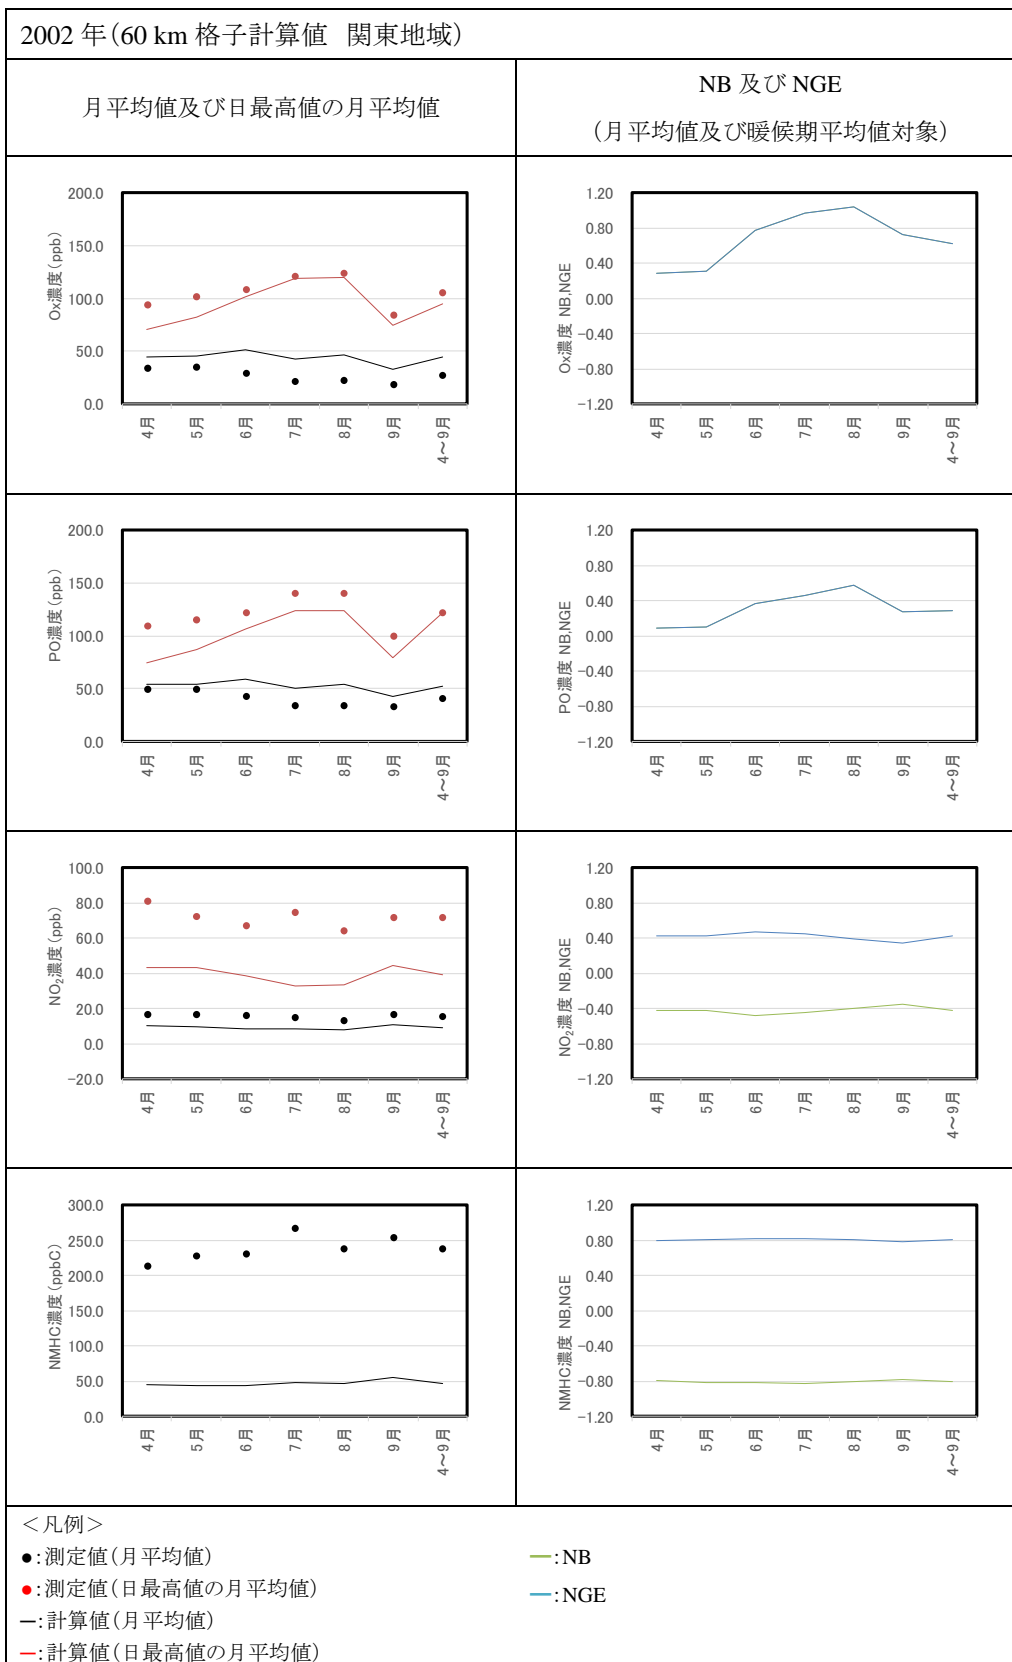 2002 年（60 km 格子計算値　関東地域）
月平均値及び日最高値の月平均値
NB 及び NGE
（月平均値及び暖候期平均値対象）
Ox濃度（ppb）
200.0
150.0
100.0
50.0
0.0
4月 5月 6月 7月 8月 9月 4～9月
Ox濃度 NB,NGE
1.20
0.80
0.40
0.00
−0.40
−0.80
−1.20
4月 5月 6月 7月 8月 9月 4～9月
PO濃度（ppb）
200.0
150.0
100.0
50.0
0.0
4月 5月 6月 7月 8月 9月 4～9月
PO濃度 NB,NGE
1.20
0.80
0.40
0.00
−0.40
−0.80
−1.20
4月 5月 6月 7月 8月 9月 4～9月
NO₂濃度（ppb）
100.0
80.0
60.0
40.0
20.0
0.0
−20.0
4月 5月 6月 7月 8月 9月 4～9月
NO₂濃度 NB,NGE
1.20
0.80
0.40
0.00
−0.40
−0.80
−1.20
4月 5月 6月 7月 8月 9月 4～9月
NMHC濃度（ppbC）
300.0
250.0
200.0
150.0
100.0
50.0
0.0
4月 5月 6月 7月 8月 9月 4～9月
NMHC濃度 NB,NGE
1.20
0.80
0.40
0.00
−0.40
−0.80
−1.20
4月 5月 6月 7月 8月 9月 4～9月
＜凡例＞
●：測定値（月平均値）
●：測定値（日最高値の月平均値）
ー：計算値（月平均値）
ー：計算値（日最高値の月平均値）
ー：NB
ー：NGE